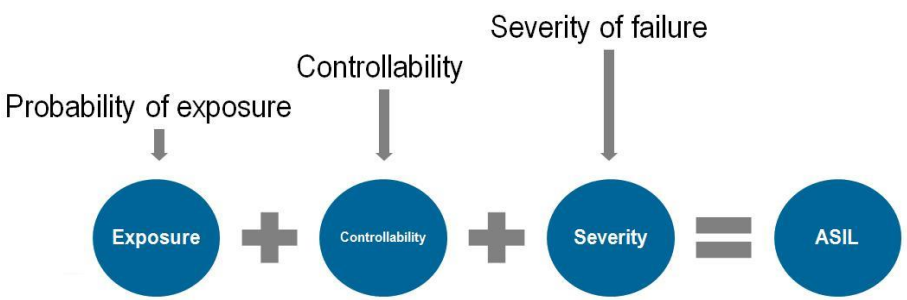 Severity of failure
Controllability
Probability of exposure
Exposure
Controllability
Severity
ASIL